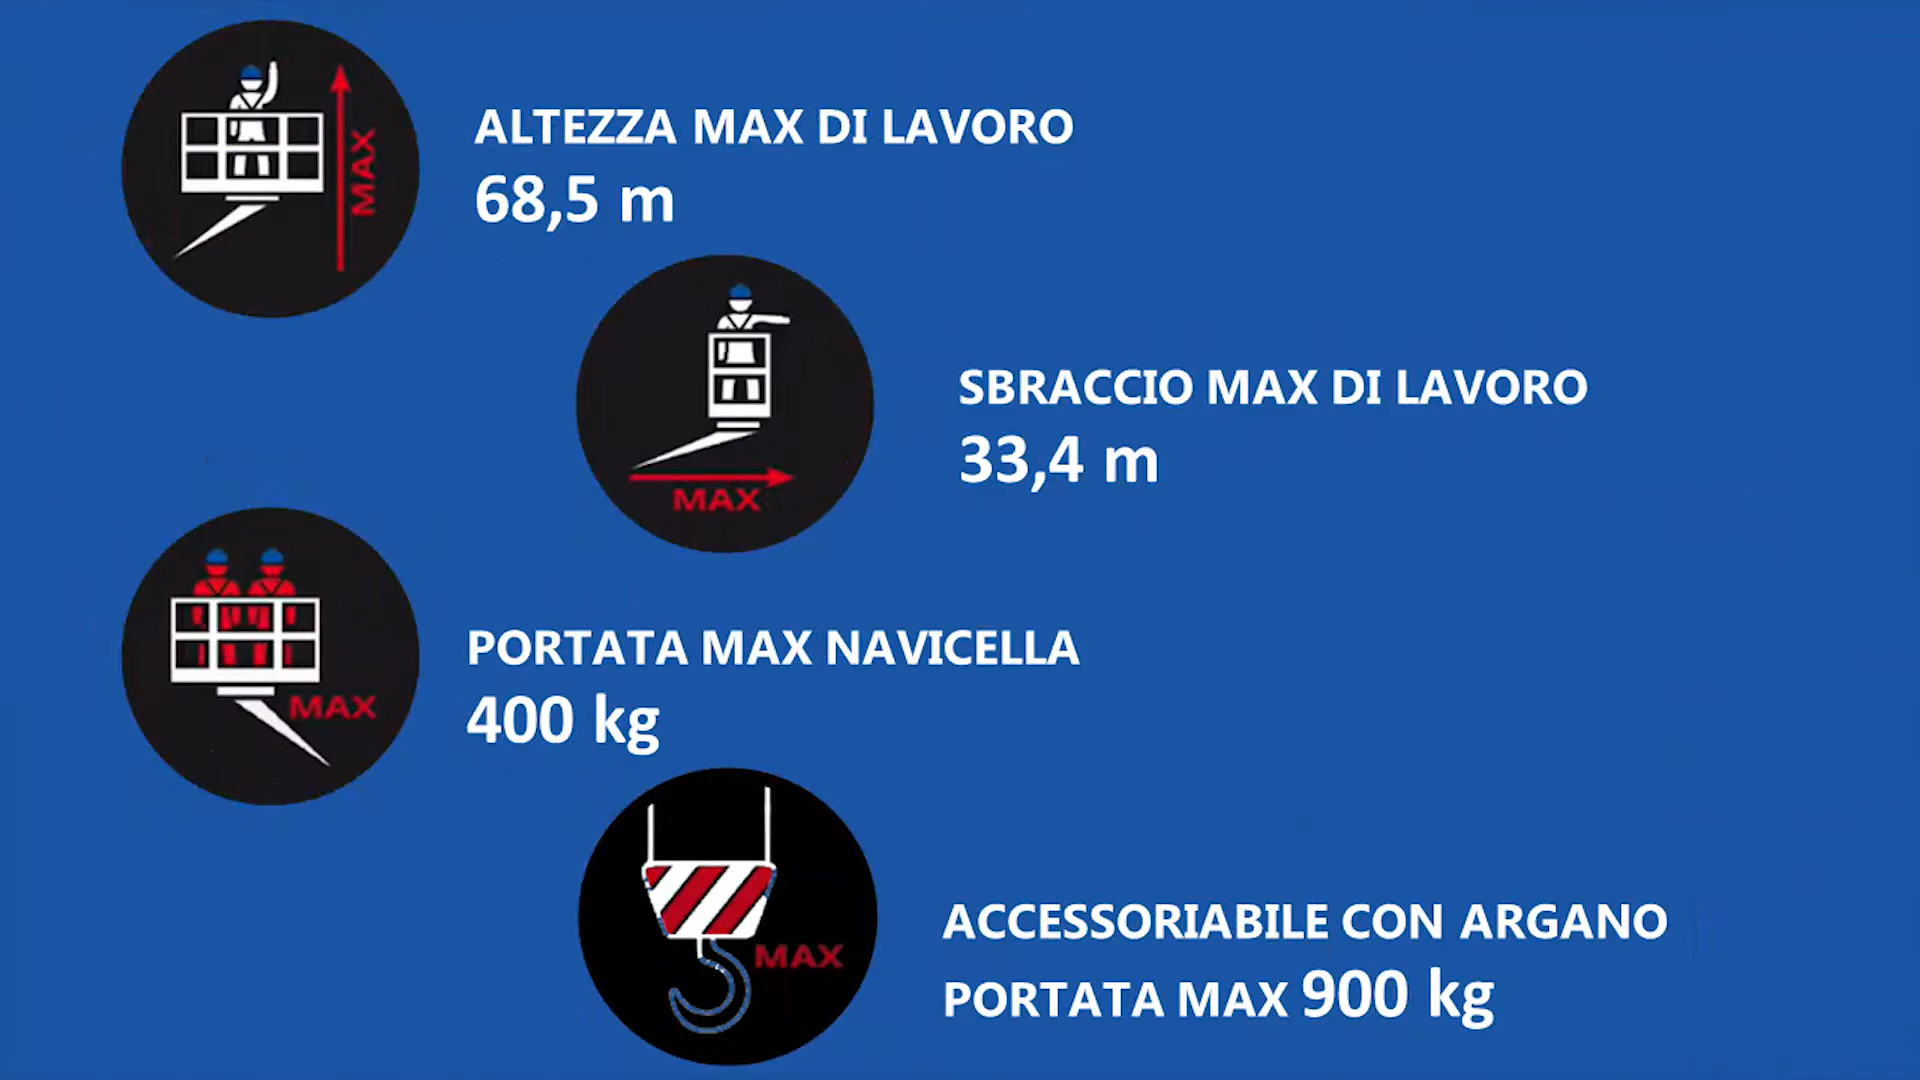 MAX
ALTEZZA MAX DI LAVORO
68,5 m
MAX
SBRACCIO MAX DI LAVORO
33,4 m
MAX
PORTATA MAX NAVICELLA
400 kg
MAX
ACCESSORIABILE CON ARGANO
PORTATA MAX 900 kg